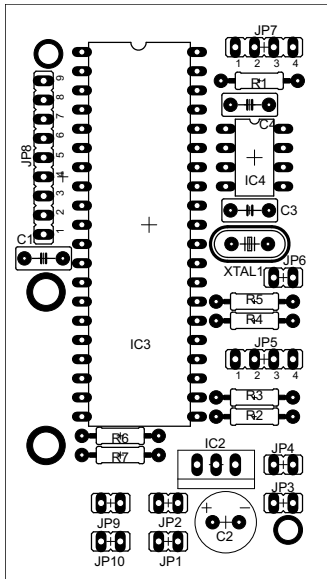 JP7
1 2 3 4
R1
C4
IC4
C3
XTAL1
JP6
R5
R4
JP5
1 2 3 4
R3
R2
IC2
JP4
JP3
+
−
C2
JP8
9
8
7
6
5
4
3
2
1
C1
IC3
R6
R7
JP9
JP2
JP10
JP1